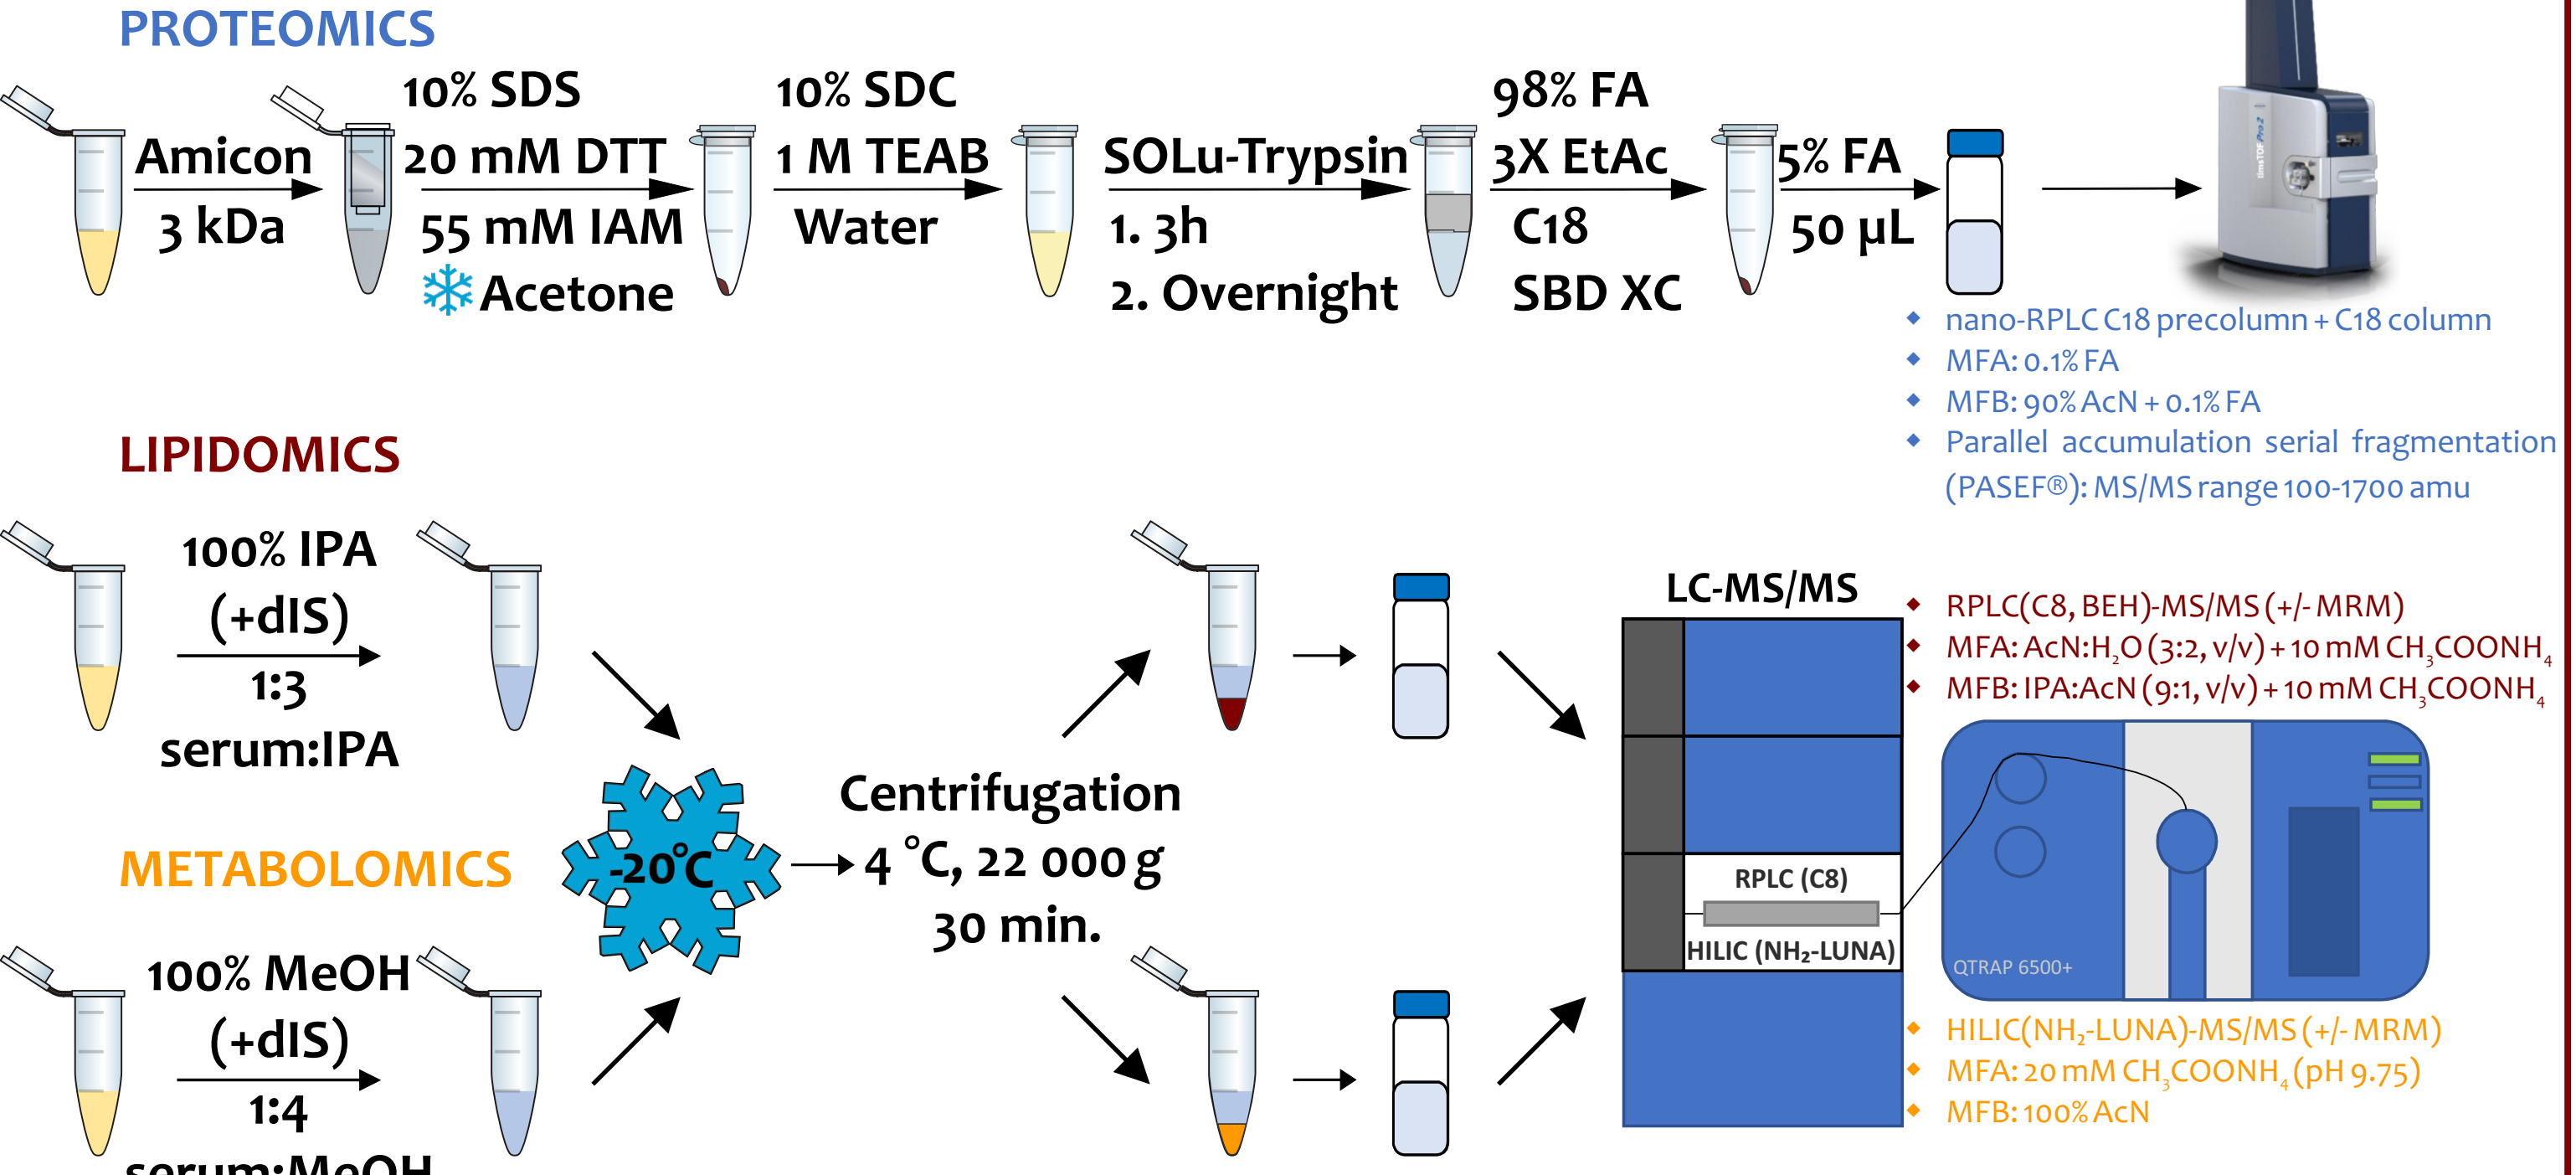 PROTEOMICS
Amicon
3 kDa
10% SDS
20 mM DTT
55 mM IAM
Acetone
10% SDC
1 M TEAB
Water
SOLu-Trypsin
1. 3h
2. Overnight
98% FA
3X EtAc
C18
SBD XC
5% FA
50 µL
timsTOF Pro 2
◆ nano-RPLC C18 precolumn + C18 column
◆ MFA: 0.1% FA
◆ MFB: 90% AcN + 0.1% FA
◆ Parallel accumulation serial fragmentation
(PASEF®): MS/MS range 100-1700 amu
LIPIDOMICS
100% IPA
(+dIS)
1:3
serum:IPA
METABOLOMICS
100% MeOH
(+dIS)
1:4
serum:MeOH
-20°C
Centrifugation
4 °C, 22 000 g
30 min.
LC-MS/MS
RPLC (C8)
HILIC (NH₂-LUNA)
◆ RPLC(C8, BEH)-MS/MS (+/- MRM)
◆ MFA: AcN:H₂O (3:2, v/v) + 10 mM CH₃COONH₄
◆ MFB: IPA:AcN (9:1, v/v) + 10 mM CH₃COONH₄
QTRAP 6500+
◆ HILIC(NH₂-LUNA)-MS/MS (+/- MRM)
◆ MFA: 20 mM CH₃COONH₄ (pH 9.75)
◆ MFB: 100% AcN